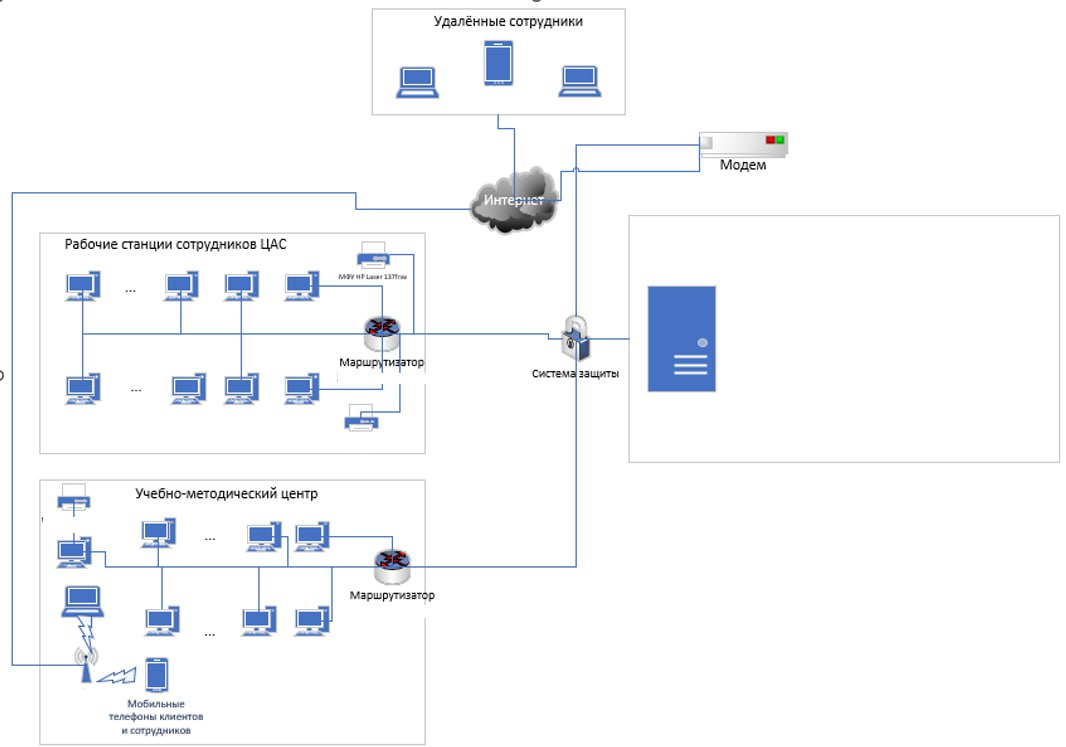 Удалённые сотрудники
Модем
Интернет
Рабочие станции сотрудников ЦАС
МФУ HP Laser 137fnw
...
Маршрутизатор
Система защиты
...
Учебно-методический центр
...
Маршрутизатор
...
Мобильные
телефоны клиентов
и сотрудников